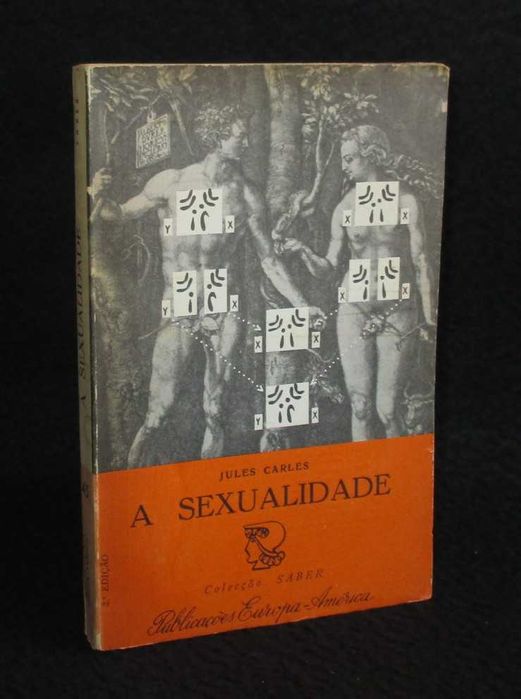 Y X
X X
Y X
X X
X X
Y X
JULES CARLES
A SEXUALIDADE
Colecção SABER
Publicações Europa-América
2.ª EDIÇÃO
A SEXUALIDADE